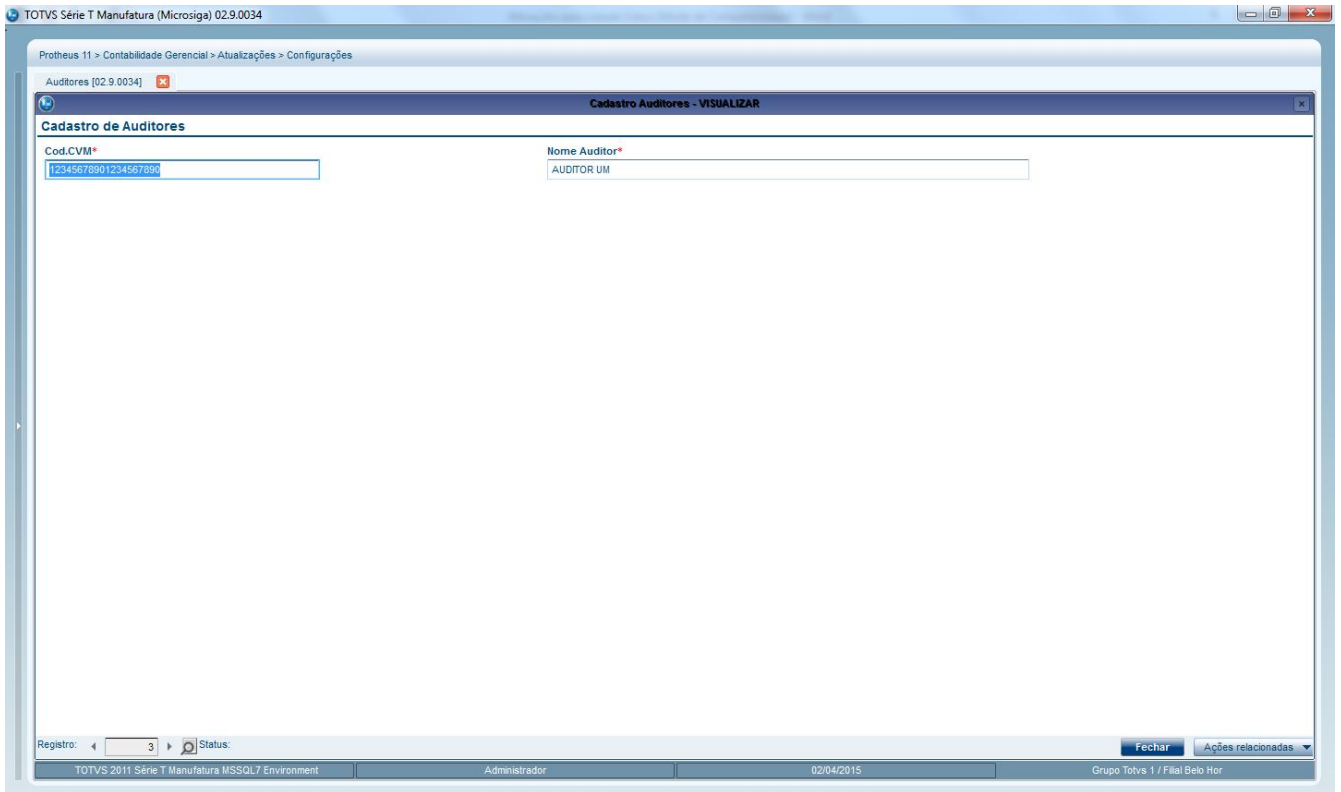 TOTVS Série T Manufatura (Microsiga) 02.9.0034
Protheus 11 > Contabilidade Gerencial > Atualizações > Configurações
Auditores [02.9.0034]
Cadastro Auditores - VISUALIZAR
Cadastro de Auditores
Cod.CVM* Nome Auditor*
12345678901234567890 AUDITOR UM
Registro: 3 Status: Fechar Ações relacionadas
TOTVS 2011 Série T Manufatura MSSQL7 Environment Administrador 02/04/2015 Grupo Totvs 1 / Filial Belo Hor